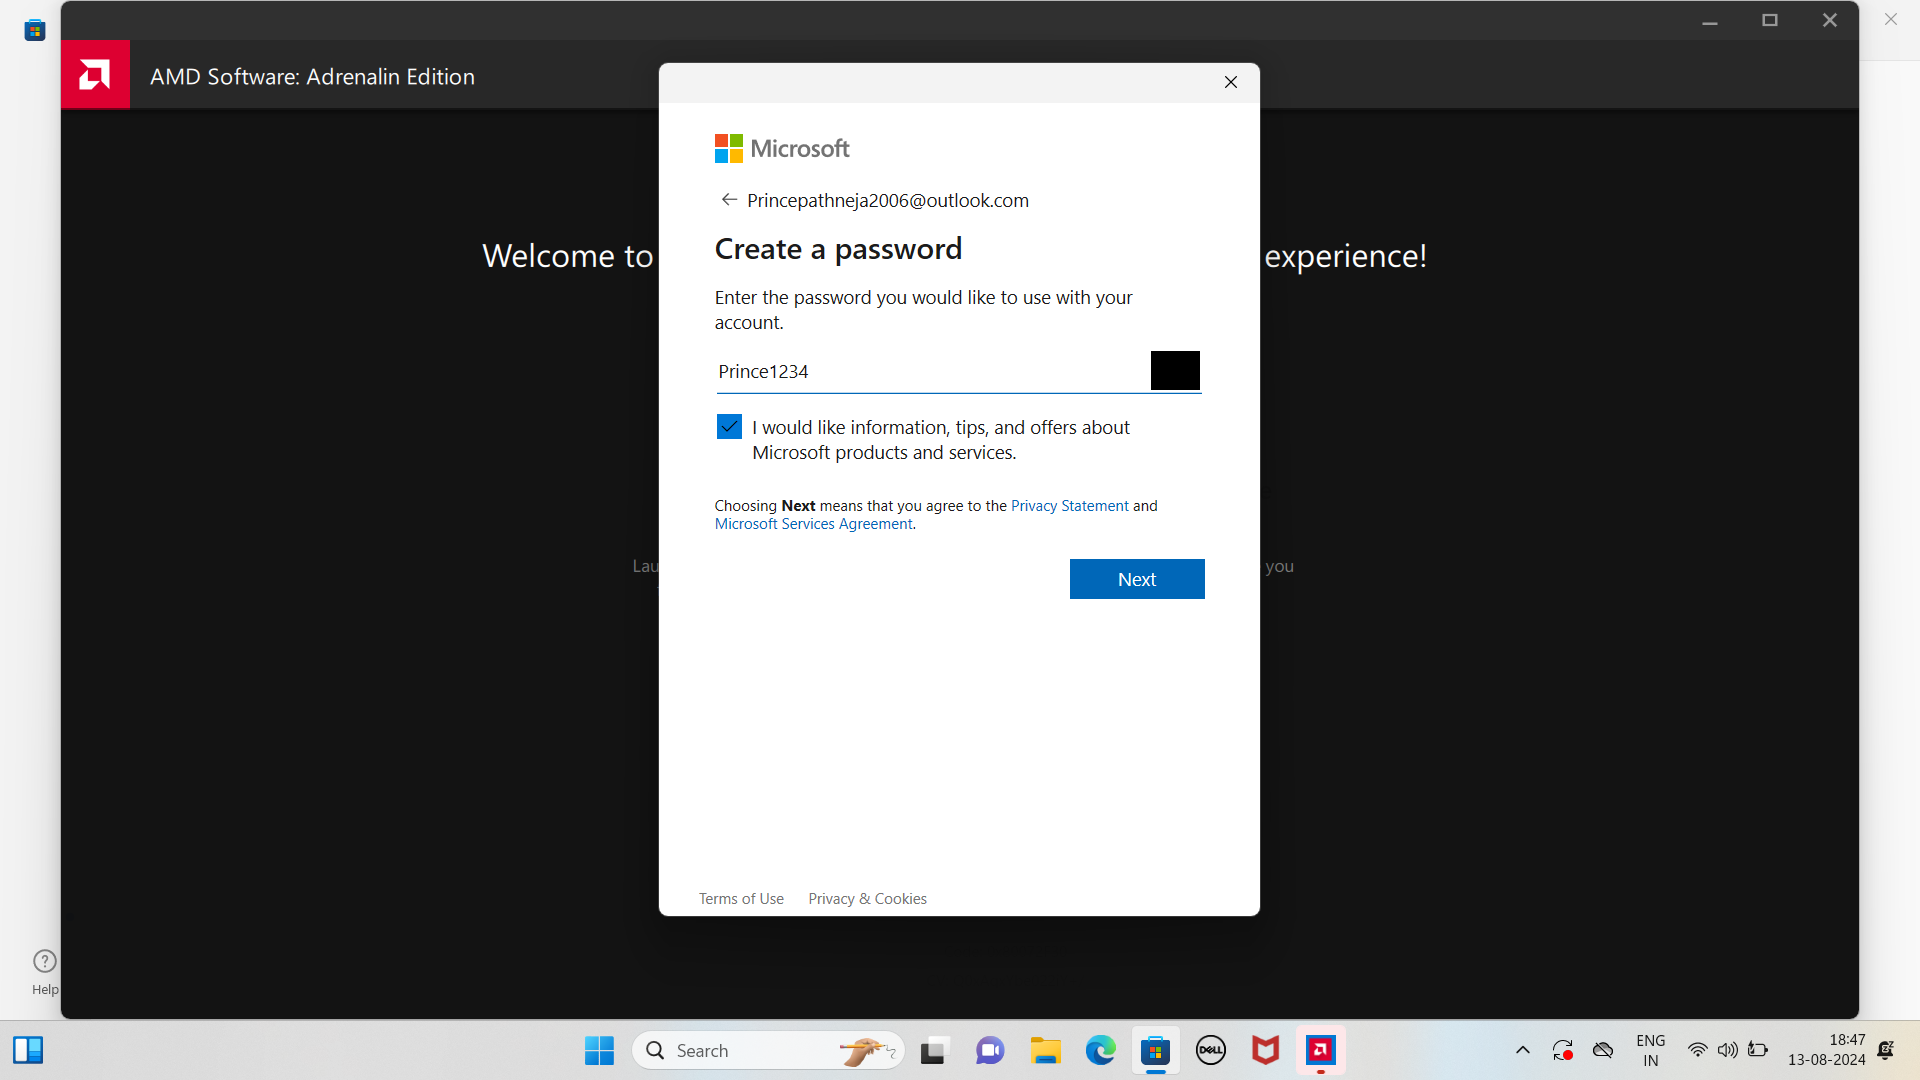 AMD Software: Adrenalin Edition
Microsoft
Princepathneja2006@outlook.com
Welcome to
experience!
Create a password
Enter the password you would like to use with your
account.
Prince1234
I would like information, tips, and offers about
Microsoft products and services.
Choosing Next means that you agree to the Privacy Statement and
Microsoft Services Agreement.
Lau
you
Next
Terms of Use Privacy & Cookies
Help
Search
DELL
ENG
IN
18:47
13-08-2024